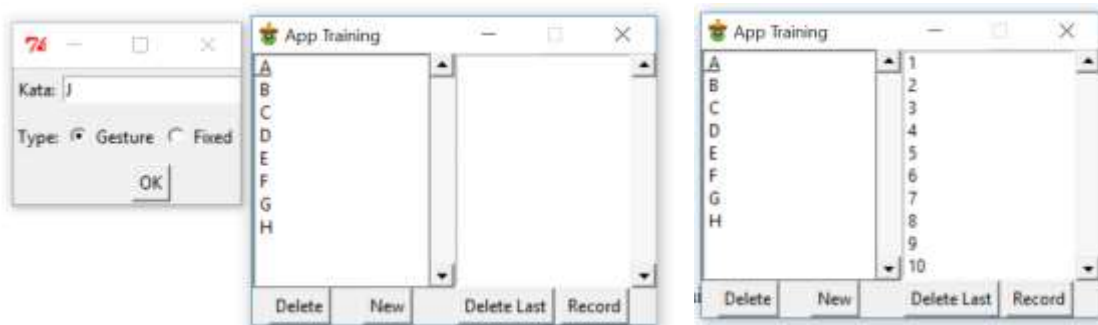 Kata: J
Type: Gesture Fixed
OK
App Training
A
B
C
D
E
F
G
H
Delete New Delete Last Record
App Training
A
B
C
D
E
F
G
H
1
2
3
4
5
6
7
8
9
10
Delete New Delete Last Record